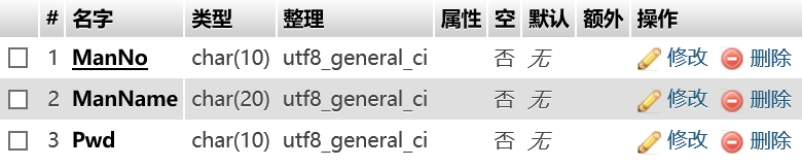 # 名字 类型 整理 属性 空 默认 额外 操作
1 ManNo char(10) utf8_general_ci 否 无 修改 删除
2 ManName char(20) utf8_general_ci 否 无 修改 删除
3 Pwd char(10) utf8_general_ci 否 无 修改 删除